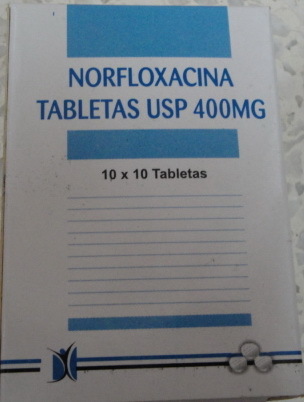 NORFLOXACINA
TABLETAS USP 400MG
10 x 10 Tabletas